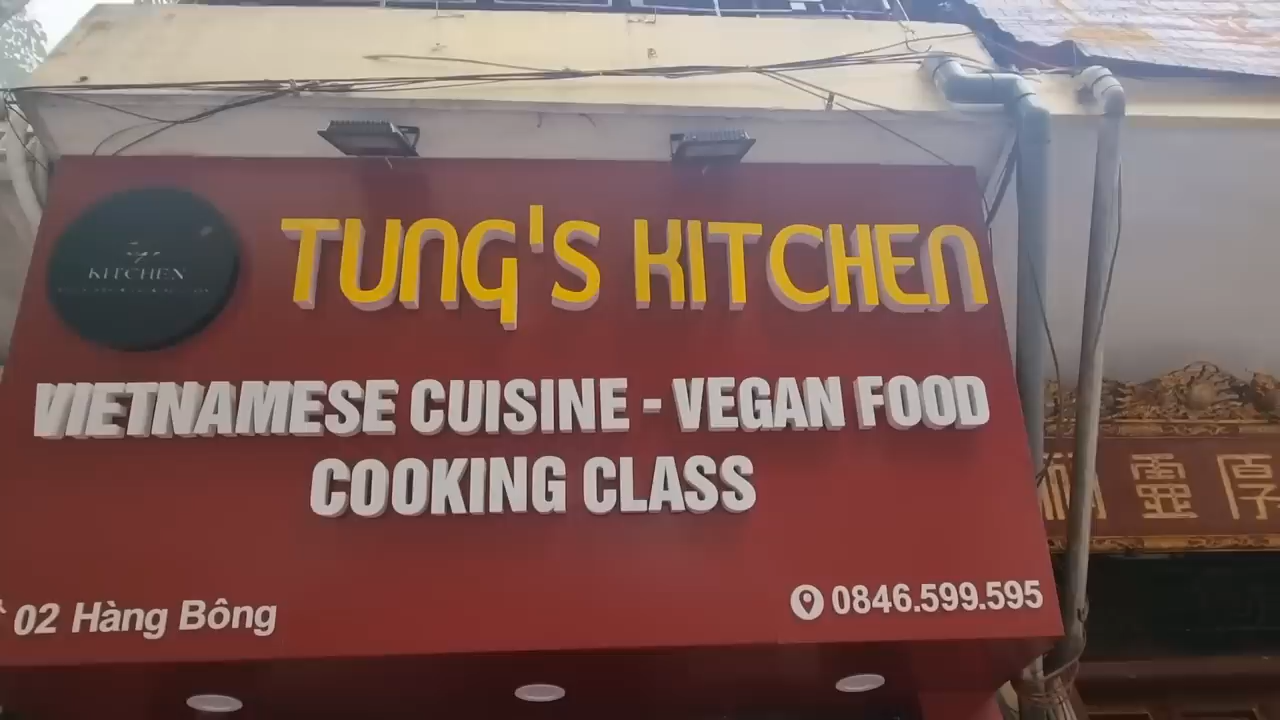 KITCHEN
TUNG'S KITCHEN
VIETNAMESE CUISINE - VEGAN FOOD
COOKING CLASS
02 Hàng Bông
0846.599.595